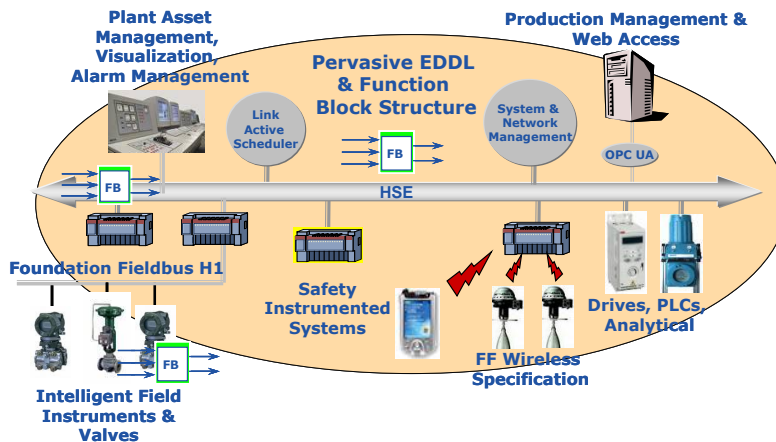 Plant Asset
Management,
Visualization,
Alarm Management
Production Management &
Web Access
Pervasive EDDL
& Function
Block Structure
Link
Active
Scheduler
System &
Network
Management
FB
OPC UA
FB
HSE
Foundation Fieldbus H1
Safety
Instrumented
Systems
Drives, PLCs,
Analytical
FF Wireless
Specification
FB
Intelligent Field
Instruments &
Valves